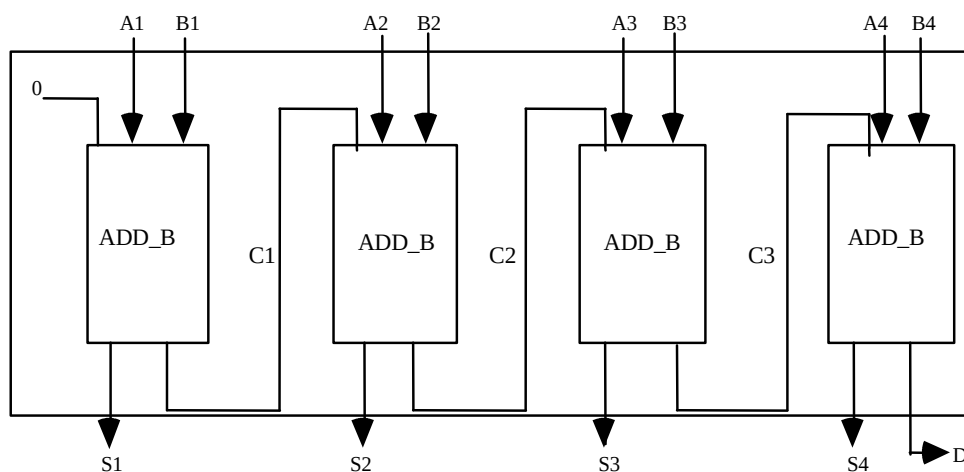 A1 B1 A2 B2 A3 B3 A4 B4
0
ADD_B ADD_B ADD_B ADD_B
C1 C2 C3
S1 S2 S3 S4 D